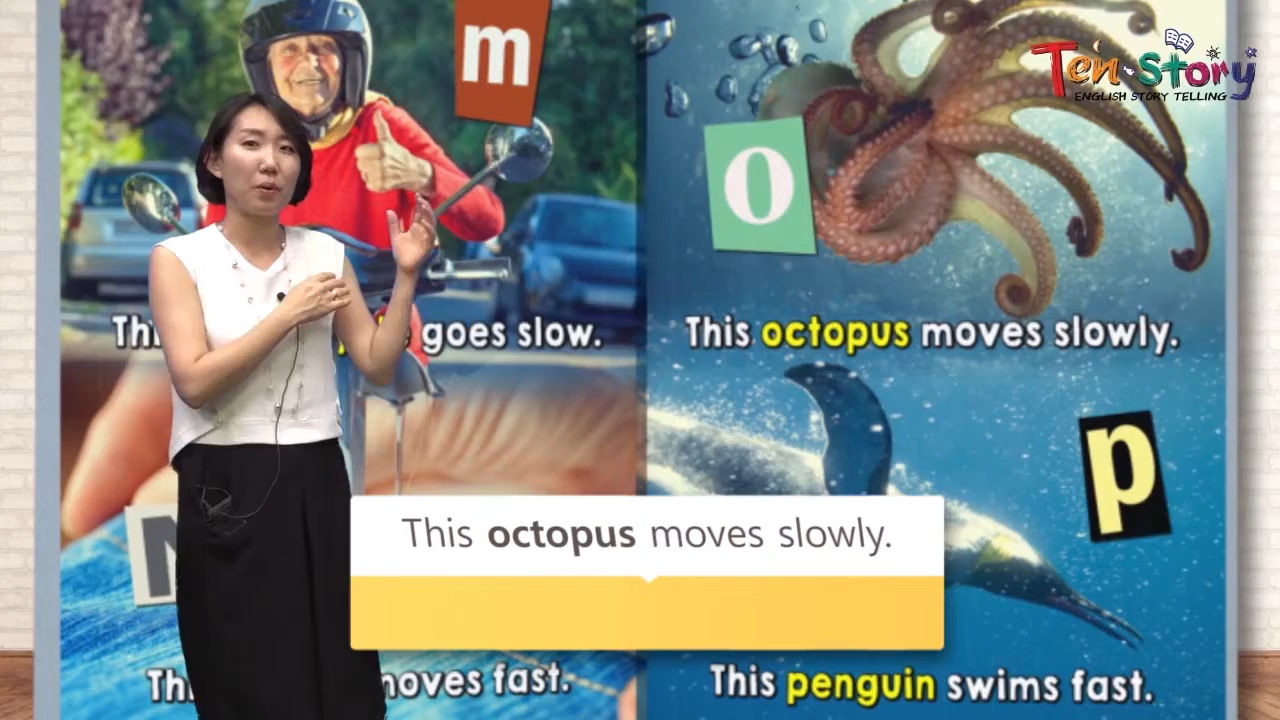 m
Ten Story
ENGLISH STORY TELLING
o
goes slow.
This octopus moves slowly.
p
This octopus moves slowly.
moves fast.
This penguin swims fast.